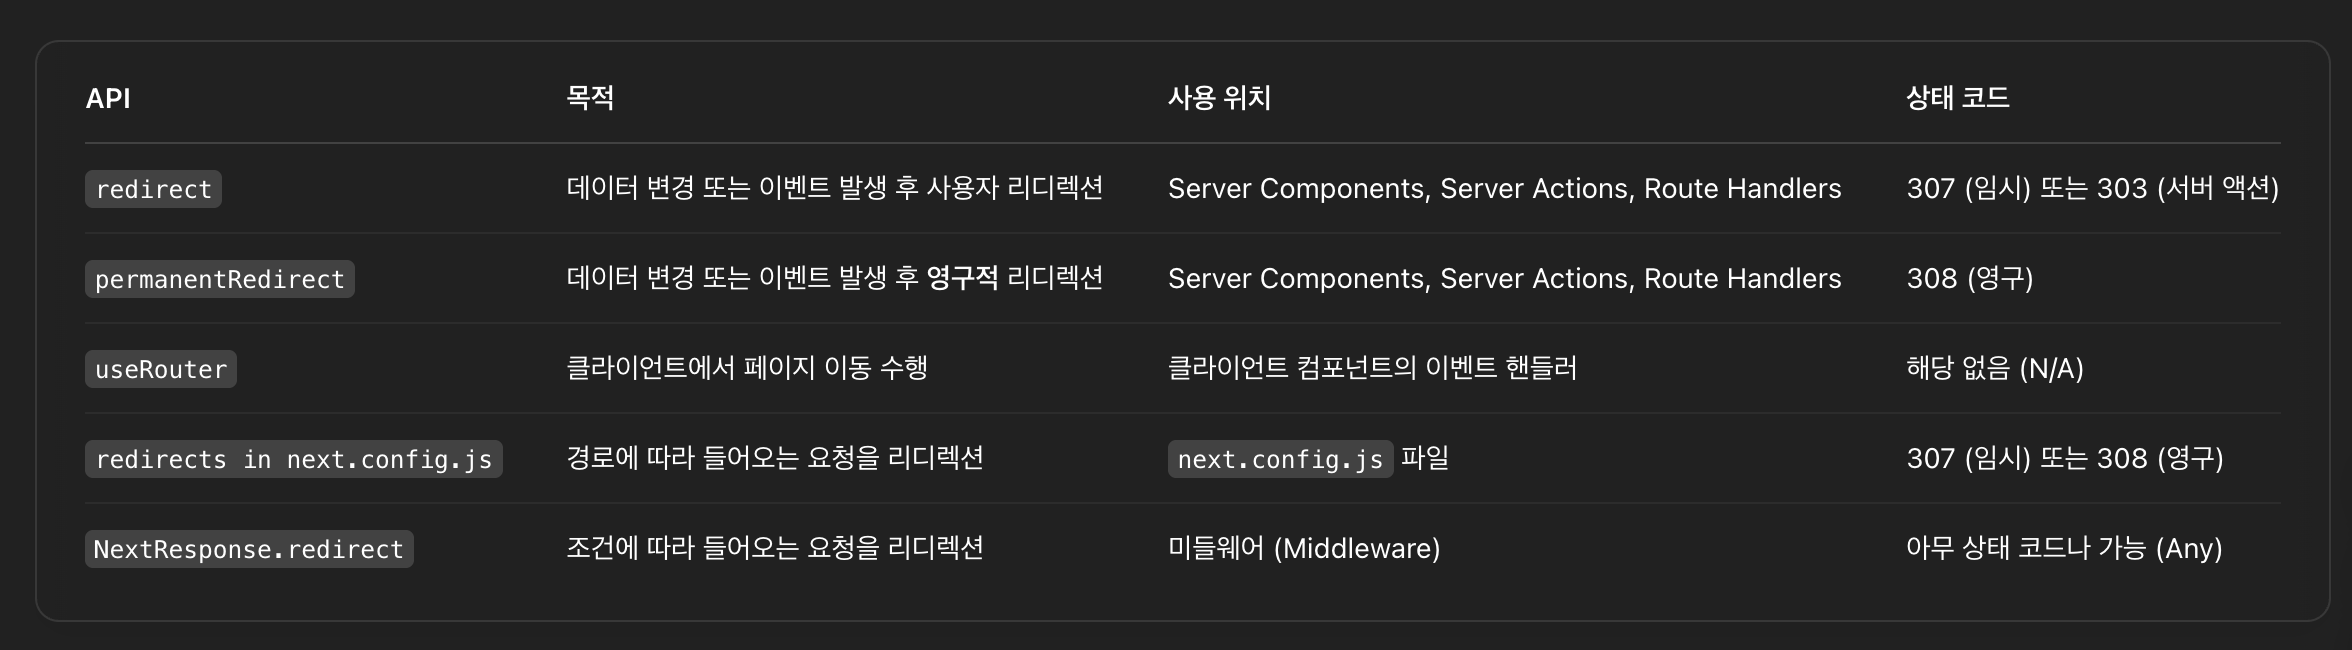 API 목적 사용 위치 상태 코드
redirect 데이터 변경 또는 이벤트 발생 후 사용자 리디렉션 Server Components, Server Actions, Route Handlers 307 (임시) 또는 303 (서버 액션)
permanentRedirect 데이터 변경 또는 이벤트 발생 후 영구적 리디렉션 Server Components, Server Actions, Route Handlers 308 (영구)
useRouter 클라이언트에서 페이지 이동 수행 클라이언트 컴포넌트의 이벤트 핸들러 해당 없음 (N/A)
redirects in next.config.js 경로에 따라 들어오는 요청을 리디렉션 next.config.js 파일 307 (임시) 또는 308 (영구)
NextResponse.redirect 조건에 따라 들어오는 요청을 리디렉션 미들웨어 (Middleware) 아무 상태 코드나 가능 (Any)